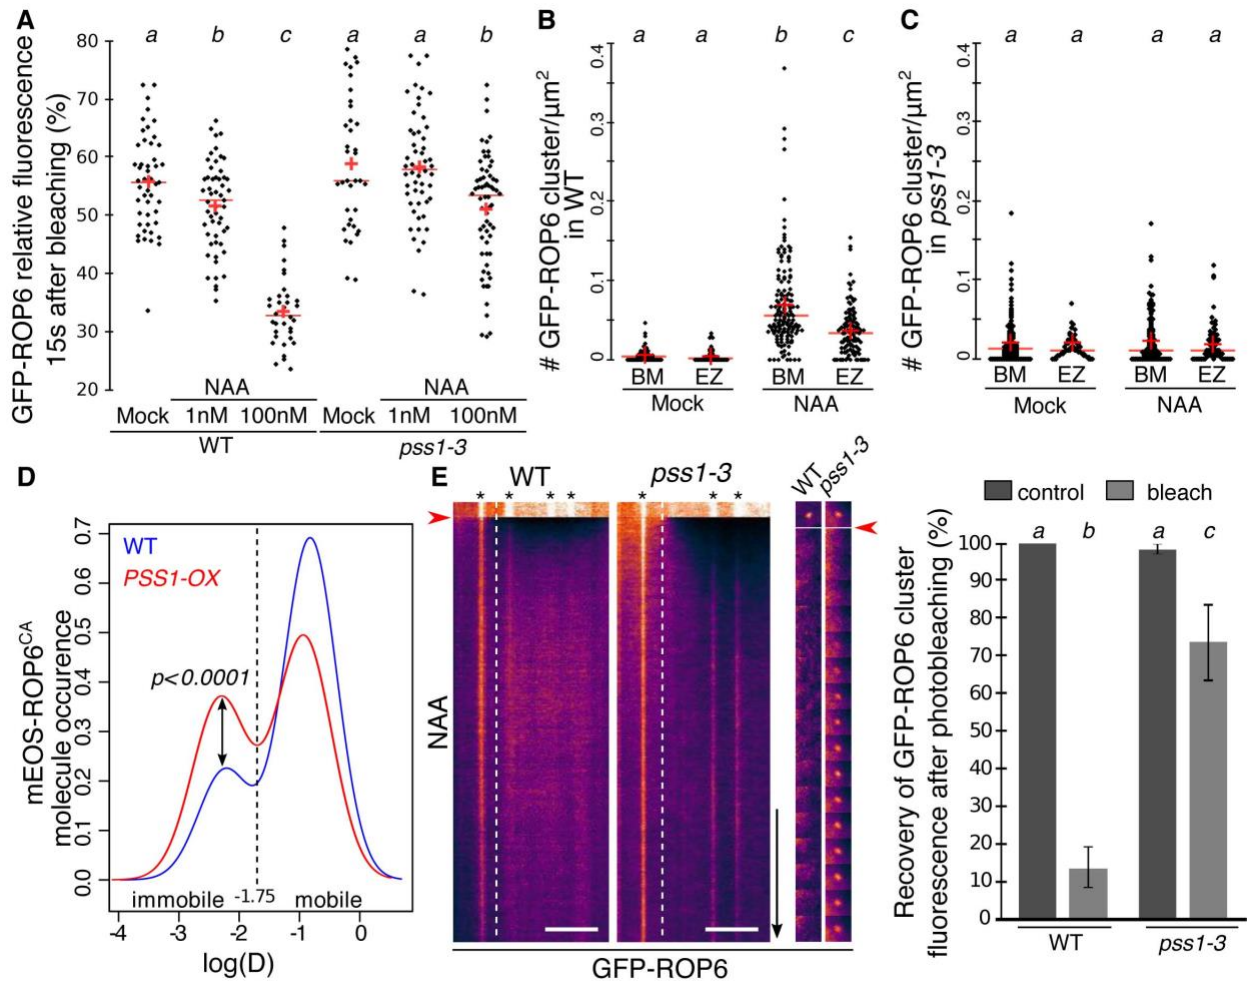 A
GFP-ROP6 relative fluorescence
15s after bleaching (%)
a b c a a b
80
70
60
50
40
30
20
NAA NAA
Mock 1nM 100nM Mock 1nM 100nM
WT pss1-3
B
# GFP-ROP6 cluster/μm2
in WT
a a b c
0.4
0.3
0.2
0.1
0
BM EZ BM EZ
Mock NAA
C
# GFP-ROP6 cluster/μm2
in pss1-3
a a a a
0.4
0.3
0.2
0.1
0
BM EZ BM EZ
Mock NAA
D
mEOS-ROP6CA
molecule occurence
0.7
0.6
0.5
0.4
0.3
0.2
0.1
0.0
WT
PSS1-OX
p<0.0001
immobile -1.75 mobile
-4 -3 -2 -1 0
log(D)
E
WT pss1-3
* * * * * * *
WT pss1-3
NAA
GFP-ROP6
control bleach
Recovery of GFP-ROP6 cluster
fluorescence after photobleaching (%)
a b a c
100
90
80
70
60
50
40
30
20
10
0
WT pss1-3